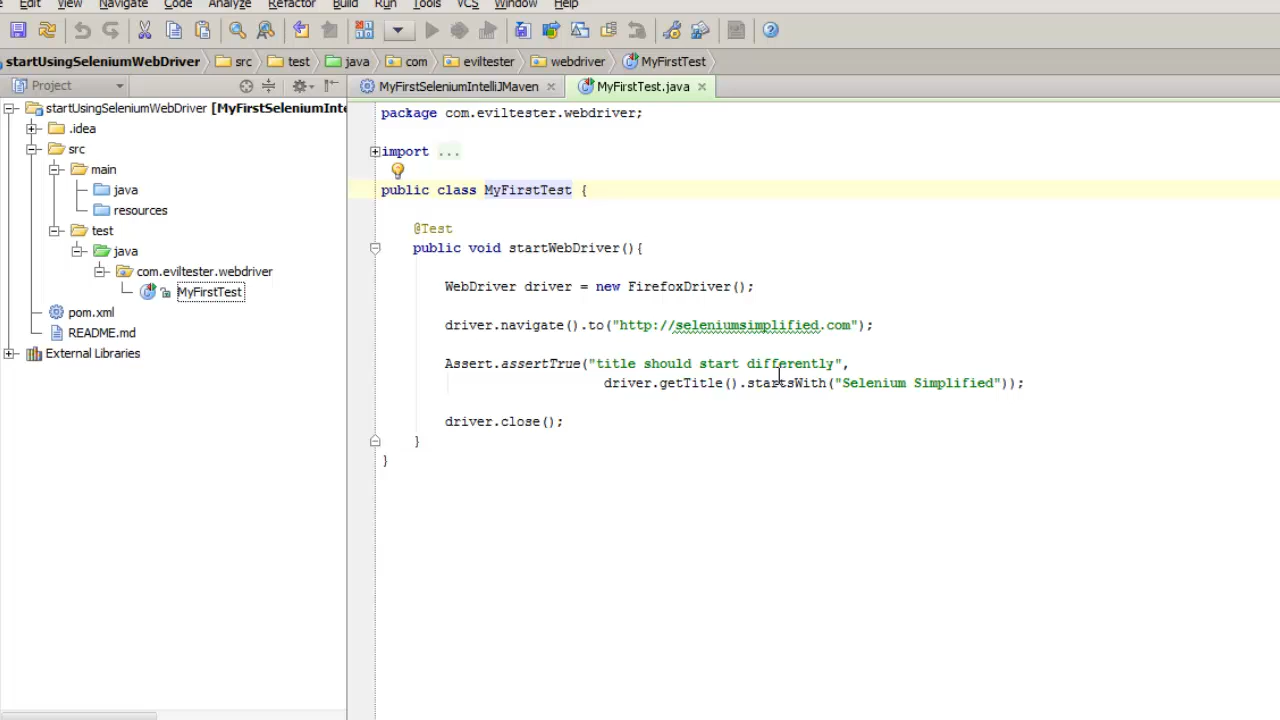 Edit View Navigate Code Analyze Refactor Build Run Tools VCS Window Help
startUsingSeleniumWebDriver src test java com eviltester webdriver MyFirstTest
Project
MyFirstSeleniumIntelliJMaven MyFirstTest.java
startUsingSeleniumWebDriver [MyFirstSeleniumInte
.idea
src
main
java
resources
test
java
com.eviltester.webdriver
MyFirstTest
pom.xml
README.md
External Libraries
package com.eviltester.webdriver;
import ...
public class MyFirstTest {
@Test
public void startWebDriver(){
WebDriver driver = new FirefoxDriver();
driver.navigate().to("http://seleniumsimplified.com");
Assert.assertTrue("title should start differently",
driver.getTitle().startsWith("Selenium Simplified"));
driver.close();
}
}